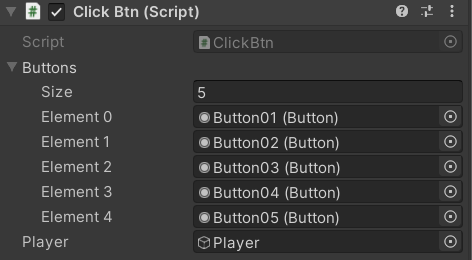 Click Btn (Script)
Script ClickBtn
Buttons
Size 5
Element 0 Button01 (Button)
Element 1 Button02 (Button)
Element 2 Button03 (Button)
Element 3 Button04 (Button)
Element 4 Button05 (Button)
Player Player